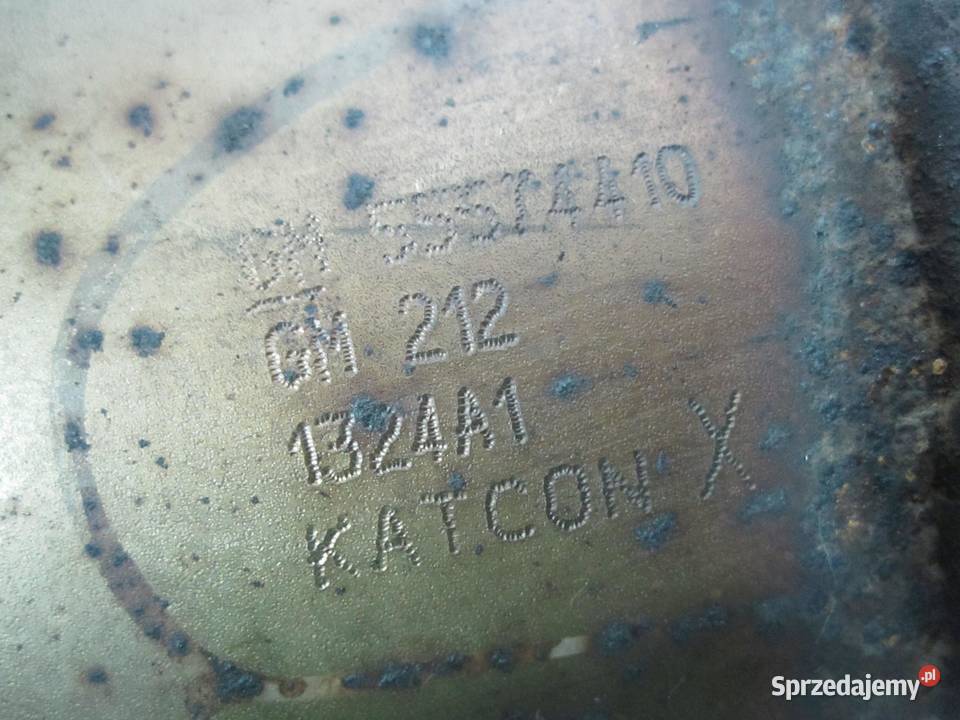 GM 55574410
GM 212
1324A1
KATCON X
Sprzedajemy.pl